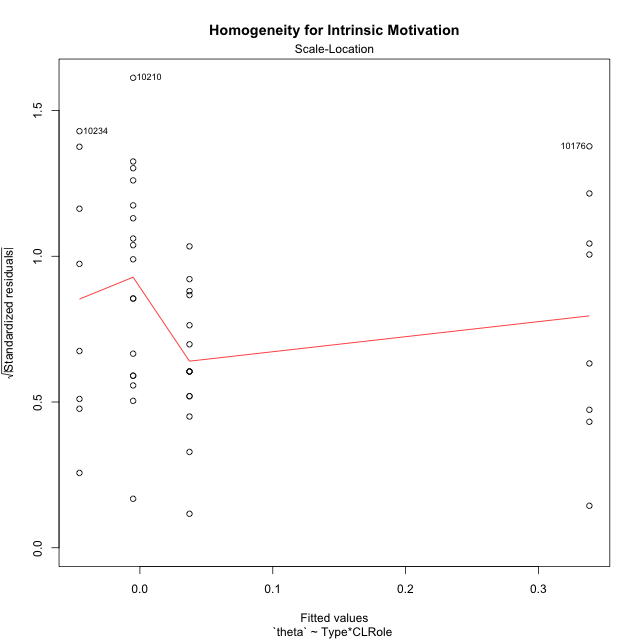 Homogeneity for Intrinsic Motivation
Scale-Location
10210
10234
10176
1.5
1.0
0.5
0.0
√|Standardized residuals|
0.0 0.1 0.2 0.3
Fitted values
`theta` ~ Type*CLRole